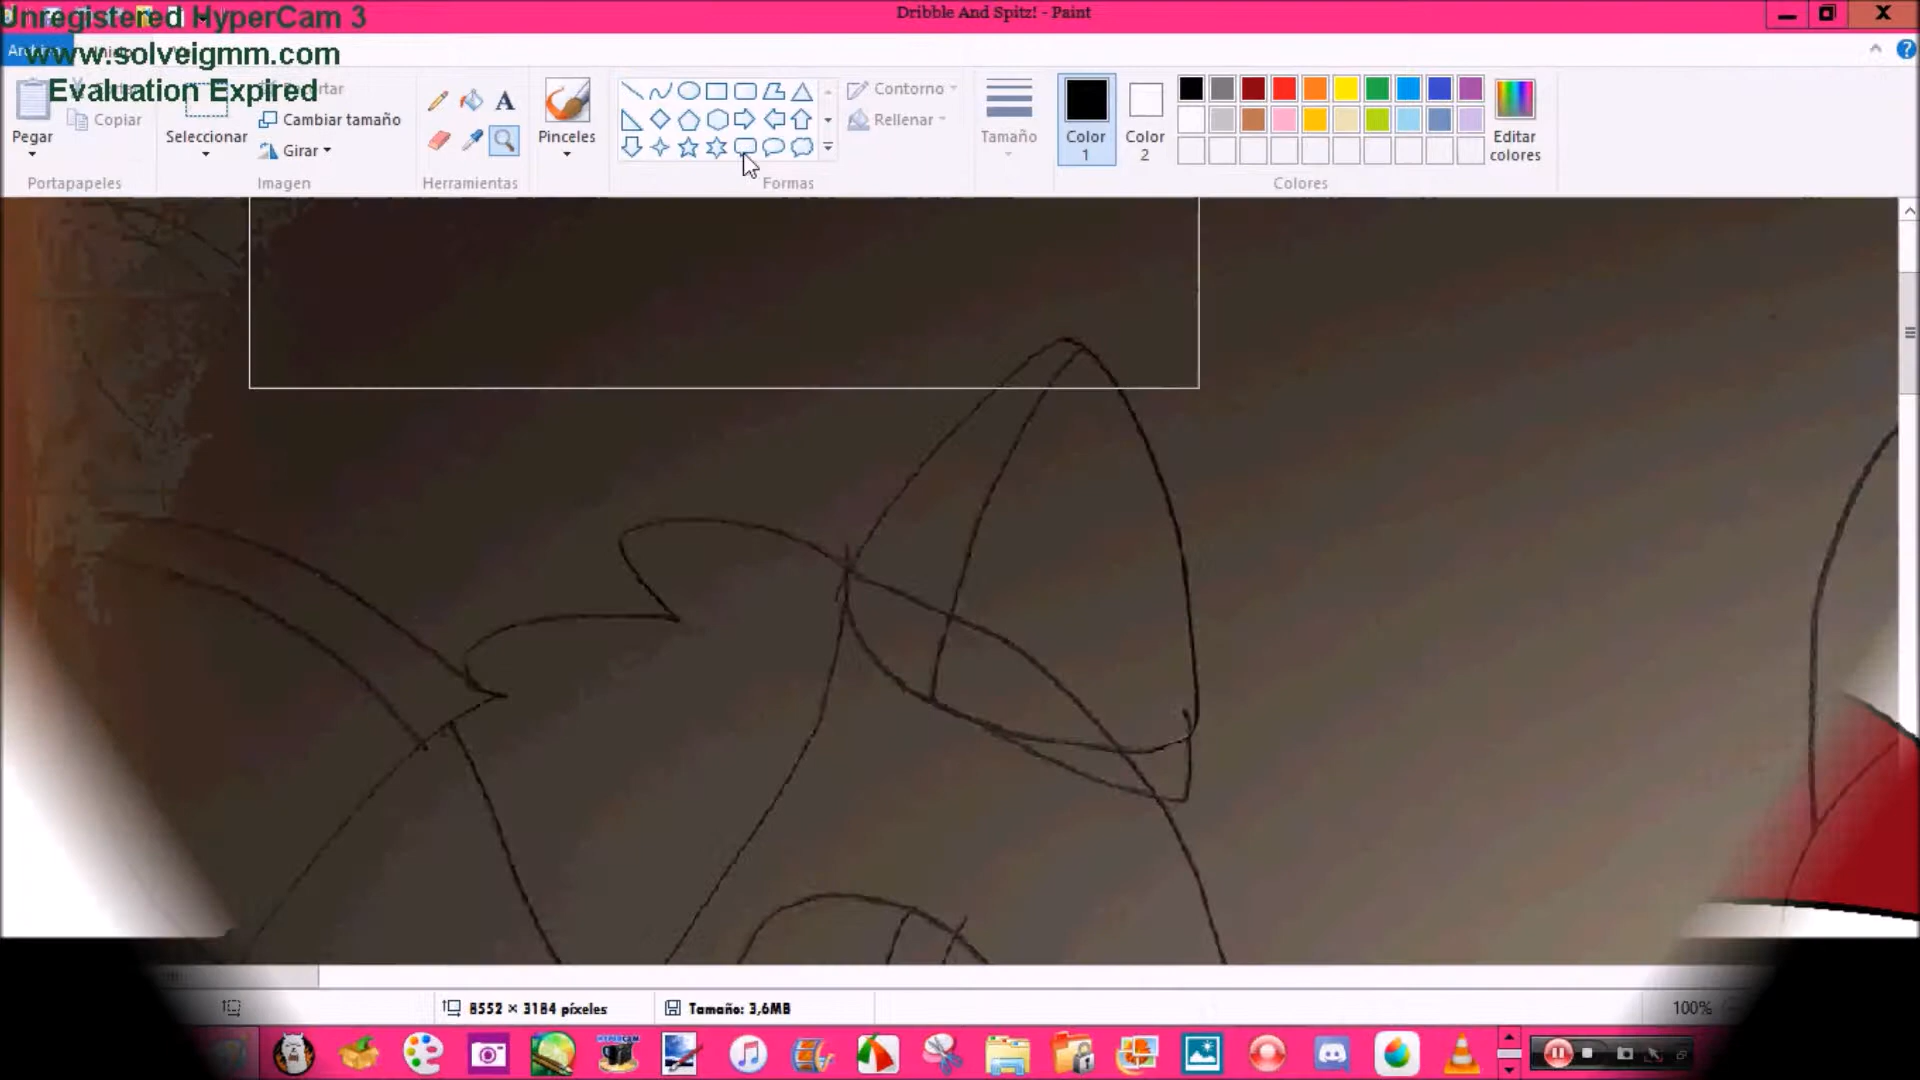 Unregistered HyperCam 3
Dribble And Spitz! - Paint
www.solveigmm.com
Evaluation Expired
Pegar
Copiar
Portapapeles
Seleccionar
Cambiar tamaño
Girar
Imagen
Herramientas
Pinceles
Contorno
Rellenar
Formas
Tamaño
Color
1
Color
2
Editar
colores
Colores
8552 × 3184 píxeles
Tamaño: 3,6MB
100%